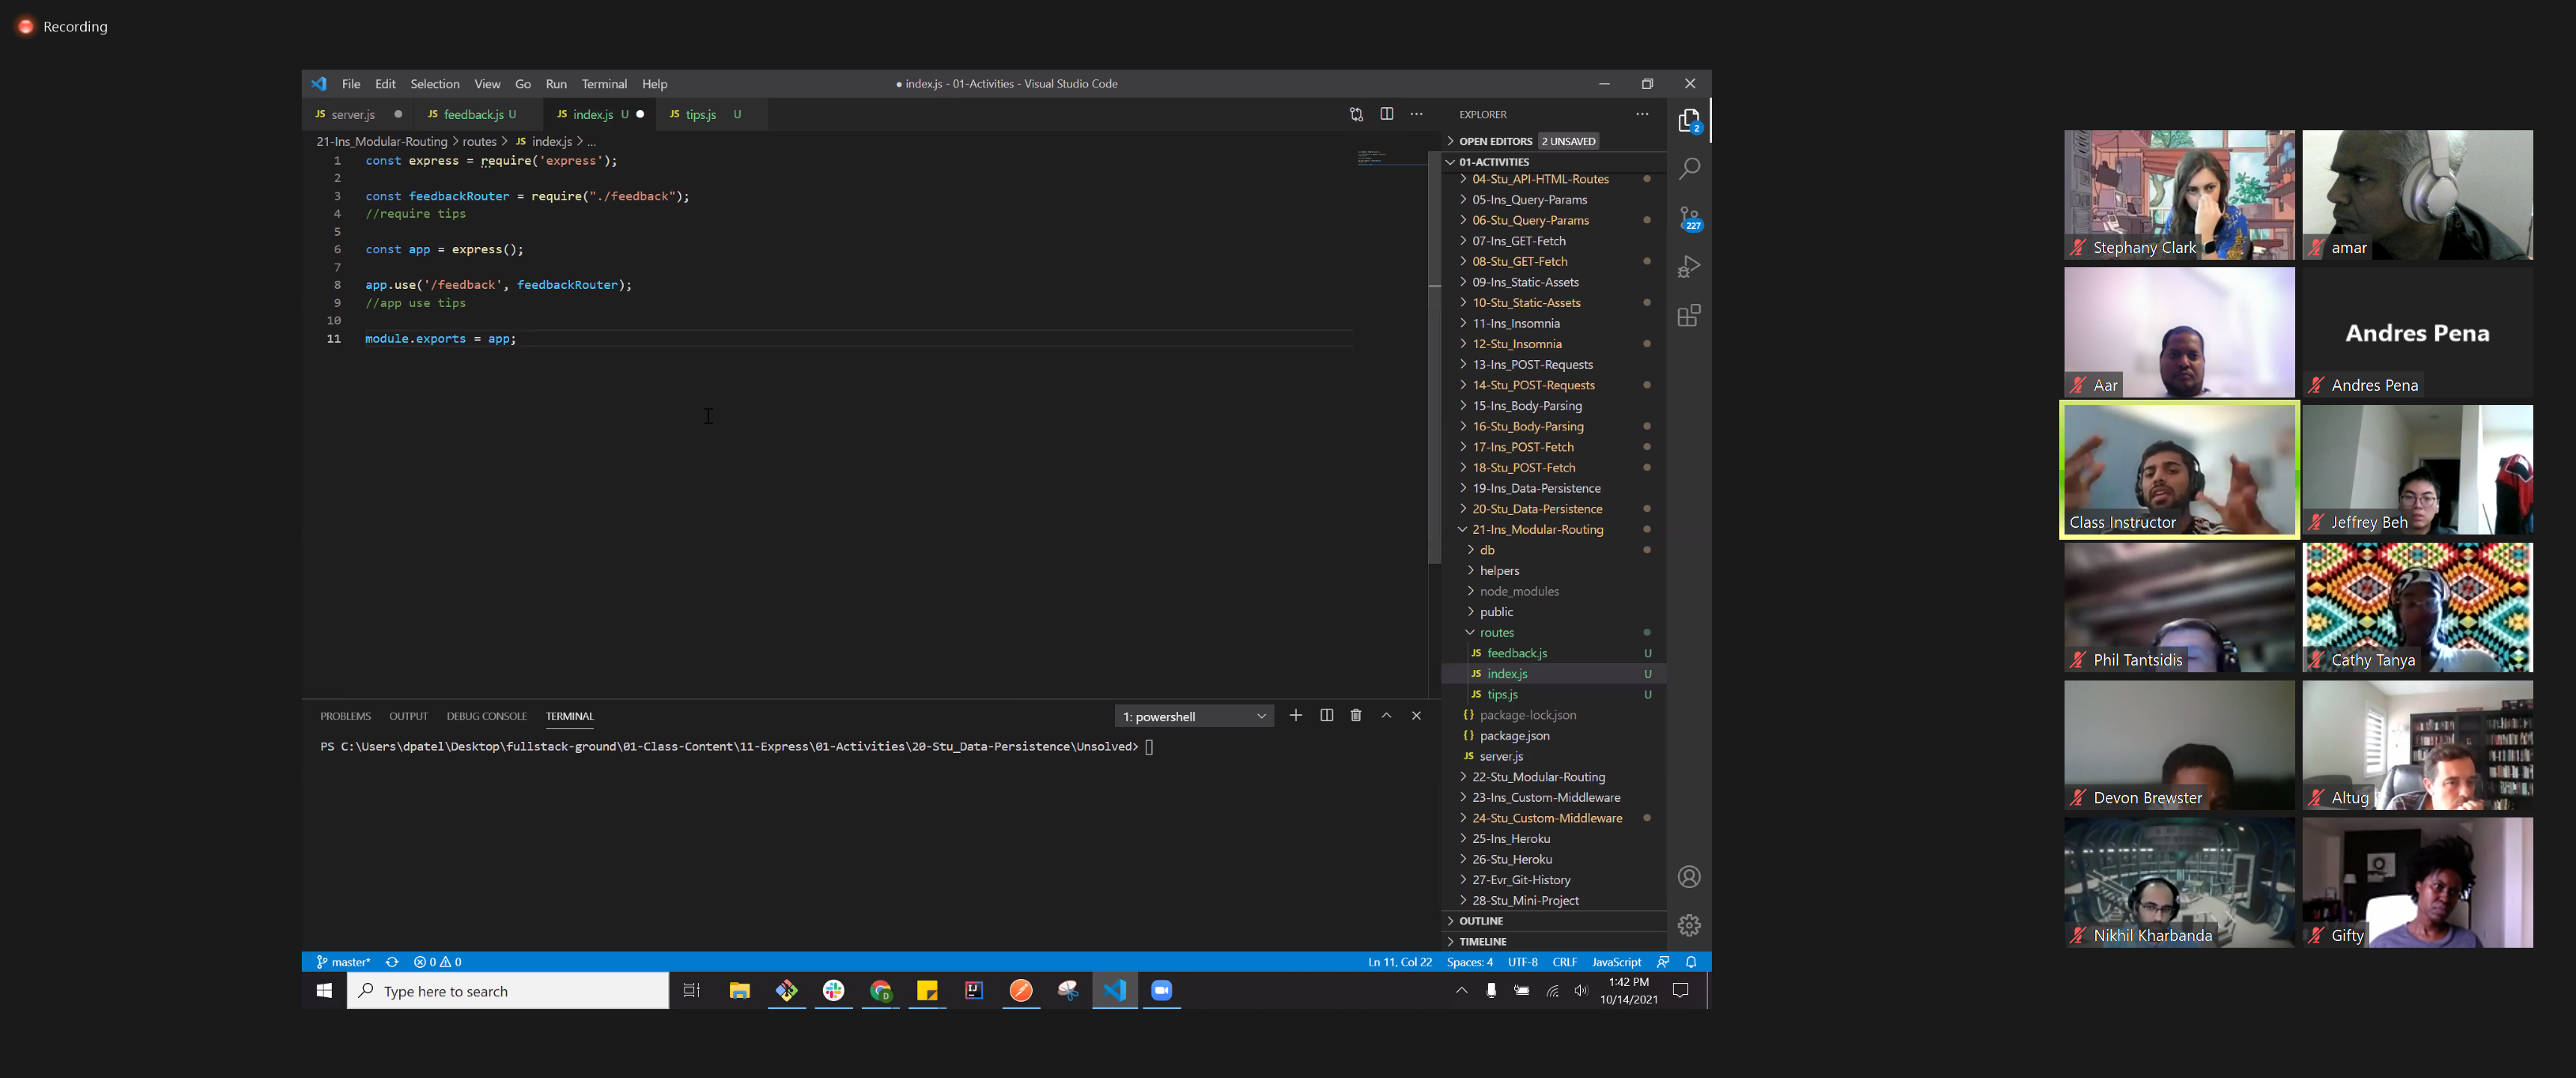 Recording
File Edit Selection View Go Run Terminal Help
● index.js - 01-Activities - Visual Studio Code
JS server.js ● JS feedback.js U JS index.js U ● JS tips.js U
21-Ins_Modular-Routing > routes > JS index.js > ...
1 const express = require('express');
2
3 const feedbackRouter = require("./feedback");
4 //require tips
5
6 const app = express();
7
8 app.use('/feedback', feedbackRouter);
9 //app use tips
10
11 module.exports = app;
PROBLEMS OUTPUT DEBUG CONSOLE TERMINAL
1: powershell
PS C:\Users\dpatel\Desktop\fullstack-ground\01-Class-Content\11-Express\01-Activities\20-Stu_Data-Persistence\Unsolved>
EXPLORER
OPEN EDITORS 2 UNSAVED
01-ACTIVITIES
04-Stu_API-HTML-Routes
05-Ins_Query-Params
06-Stu_Query-Params
07-Ins_GET-Fetch
08-Stu_GET-Fetch
09-Ins_Static-Assets
10-Stu_Static-Assets
11-Ins_Insomnia
12-Stu_Insomnia
13-Ins_POST-Requests
14-Stu_POST-Requests
15-Ins_Body-Parsing
16-Stu_Body-Parsing
17-Ins_POST-Fetch
18-Stu_POST-Fetch
19-Ins_Data-Persistence
20-Stu_Data-Persistence
21-Ins_Modular-Routing
db
helpers
node_modules
public
routes
JS feedback.js U
JS index.js U
JS tips.js U
{} package-lock.json
{} package.json
JS server.js
22-Stu_Modular-Routing
23-Ins_Custom-Middleware
24-Stu_Custom-Middleware
25-Ins_Heroku
26-Stu_Heroku
27-Evr_Git-History
28-Stu_Mini-Project
OUTLINE
TIMELINE
2
227
master* 0 0
Ln 11, Col 22 Spaces: 4 UTF-8 CRLF JavaScript
Type here to search
1:42 PM
10/14/2021
Stephany Clark
amar
Aar
Andres Pena
Andres Pena
Class Instructor
Jeffrey Beh
Phil Tantsidis
Cathy Tanya
Devon Brewster
Altug
Nikhil Kharbanda
Gifty